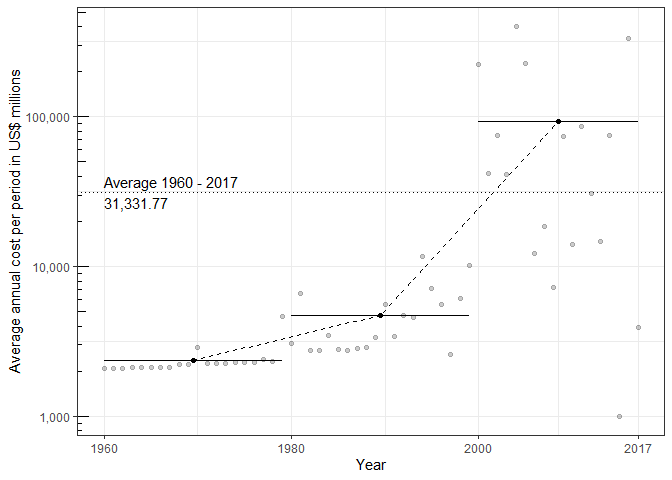 Average annual cost per period in US$ millions
100,000
Average 1960 - 2017
31,331.77
10,000
1,000
1960
1980
2000
2017
Year